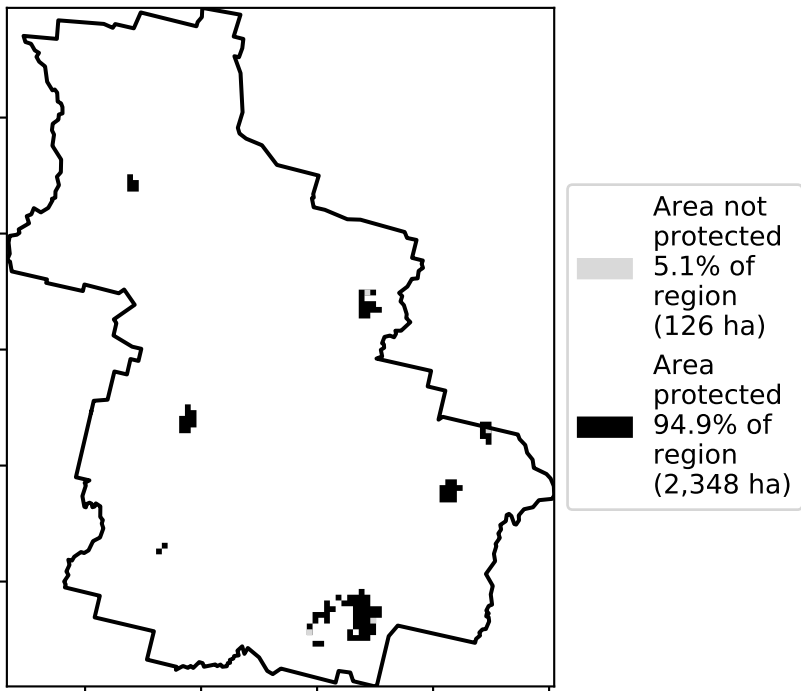 Area not
protected
5.1% of
region
(126 ha)
Area
protected
94.9% of
region
(2,348 ha)